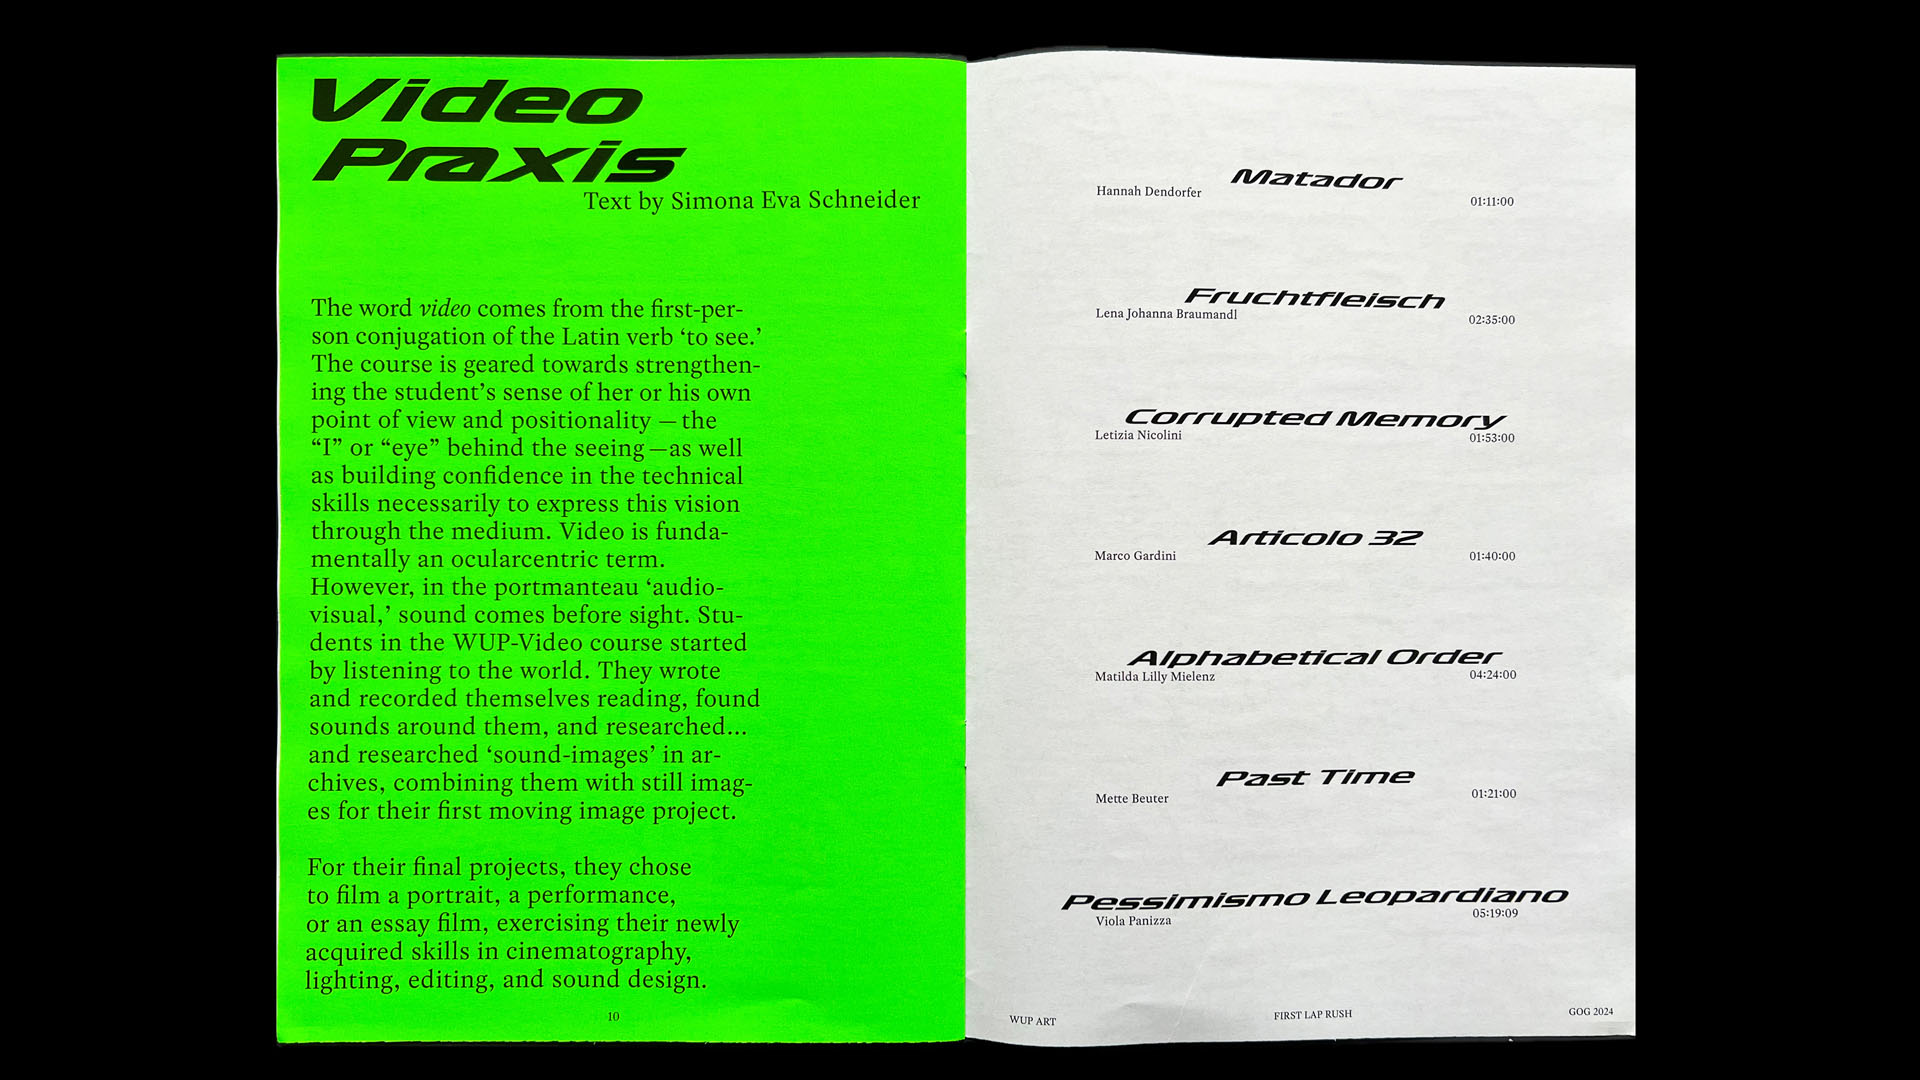 Video
Praxis
Text by Simona Eva Schneider
The word video comes from the first-per-
son conjugation of the Latin verb ‘to see.’
The course is geared towards strengthen-
ing the student’s sense of her or his own
point of view and positionality — the
“I” or “eye” behind the seeing — as well
as building confidence in the technical
skills necessarily to express this vision
through the medium. Video is funda-
mentally an ocularcentric term.
However, in the portmanteau ‘audio-
visual,’ sound comes before sight. Stu-
dents in the WUP-Video course started
by listening to the world. They wrote
and recorded themselves reading, found
sounds around them, and researched...
and researched ‘sound-images’ in ar-
chives, combining them with still imag-
es for their first moving image project.
For their final projects, they chose
to film a portrait, a performance,
or an essay film, exercising their newly
acquired skills in cinematography,
lighting, editing, and sound design.
10
Matador
Hannah Dendorfer
01:11:00
Fruchtfleisch
Lena Johanna Braumandl
02:35:00
Corrupted Memory
Letizia Nicolini
01:53:00
Articolo 32
Marco Gardini
01:40:00
Alphabetical Order
Matilda Lilly Mielenz
04:24:00
Past Time
Mette Beuter
01:21:00
Pessimismo Leopardiano
Viola Panizza
05:19:09
WUP ART
FIRST LAP RUSH
GOG 2024